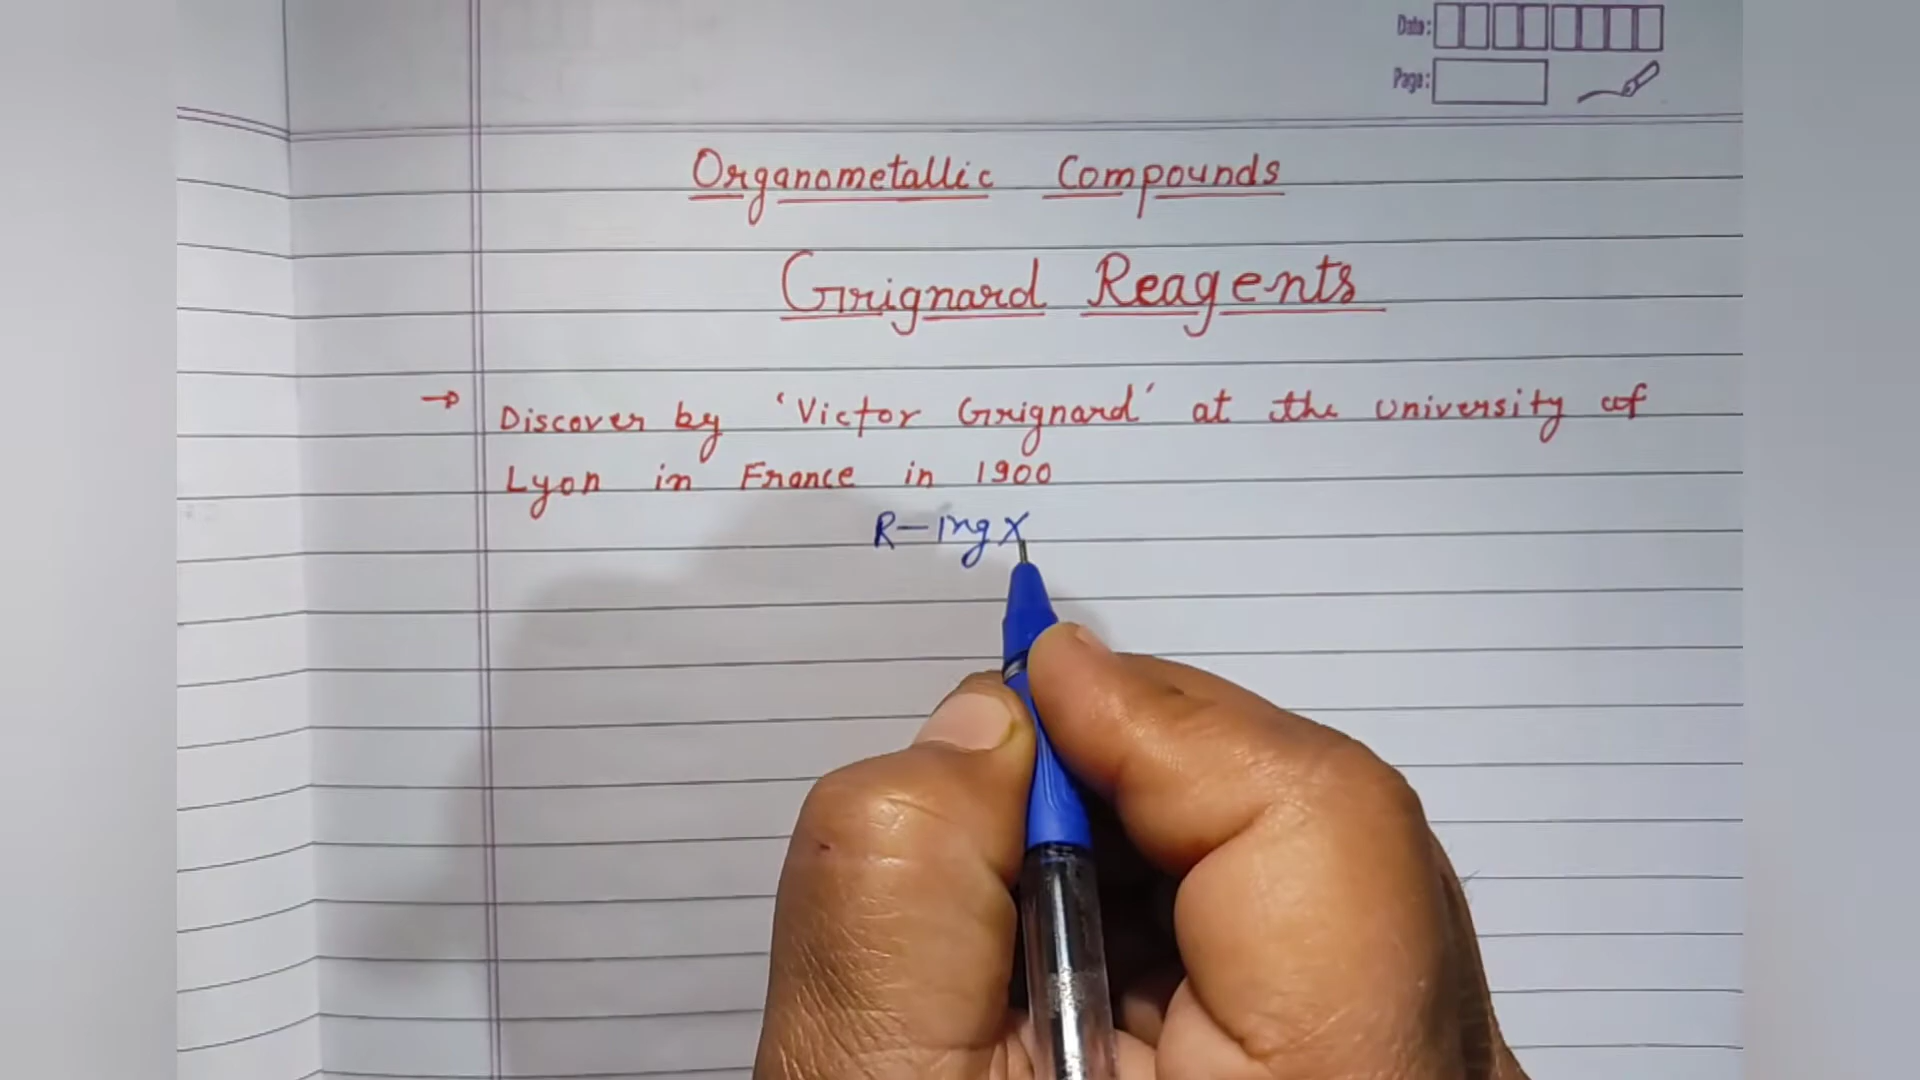 Date:
Page:
Organometallic Compounds
Grignard Reagents
→ Discover by 'Victor Grignard' at the university of
Lyon in France in 1900
R-MgX